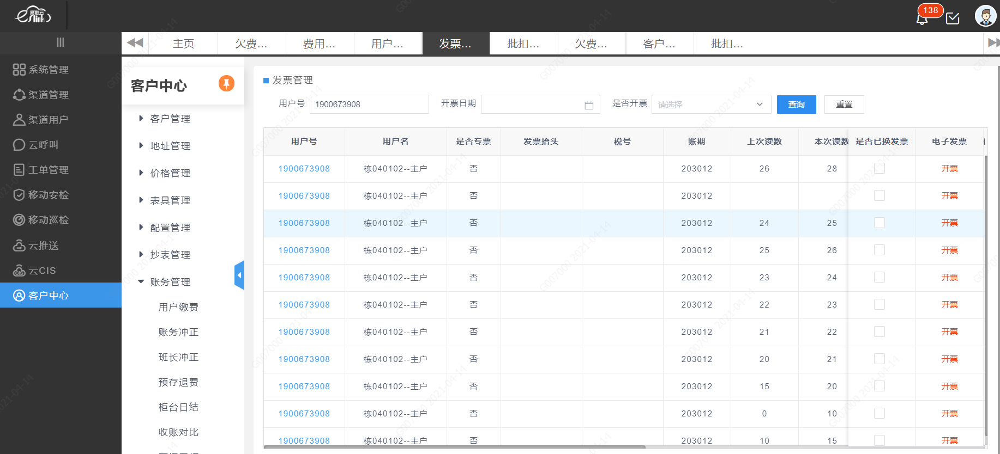 易联云
eslink
138
主页 欠费... 费用... 用户... 发票... 批扣... 欠费... 客户... 批扣...
系统管理
渠道管理
渠道用户
云呼叫
工单管理
移动安检
移动巡检
云推送
云CIS
客户中心
客户中心
客户管理
地址管理
价格管理
表具管理
配置管理
抄表管理
账务管理
用户缴费
账务冲正
班长冲正
预存退费
柜台日结
收账对比
发票管理
用户号 1900673908 开票日期 是否开票 请选择 查询 重置
用户号 用户名 是否专票 发票抬头 税号 账期 上次读数 本次读数 是否已换发票 电子发票
1900673908 栋040102--主户 否 203012 26 28 开票
1900673908 栋040102--主户 否 203012 开票
1900673908 栋040102--主户 否 203012 24 25 开票
1900673908 栋040102--主户 否 203012 25 26 开票
1900673908 栋040102--主户 否 203012 23 24 开票
1900673908 栋040102--主户 否 203012 22 23 开票
1900673908 栋040102--主户 否 203012 21 22 开票
1900673908 栋040102--主户 否 203012 20 21 开票
1900673908 栋040102--主户 否 203012 15 20 开票
1900673908 栋040102--主户 否 203012 0 10 开票
1900673908 栋040102--主户 否 203012 10 15 开票
G007000 2021-04-14